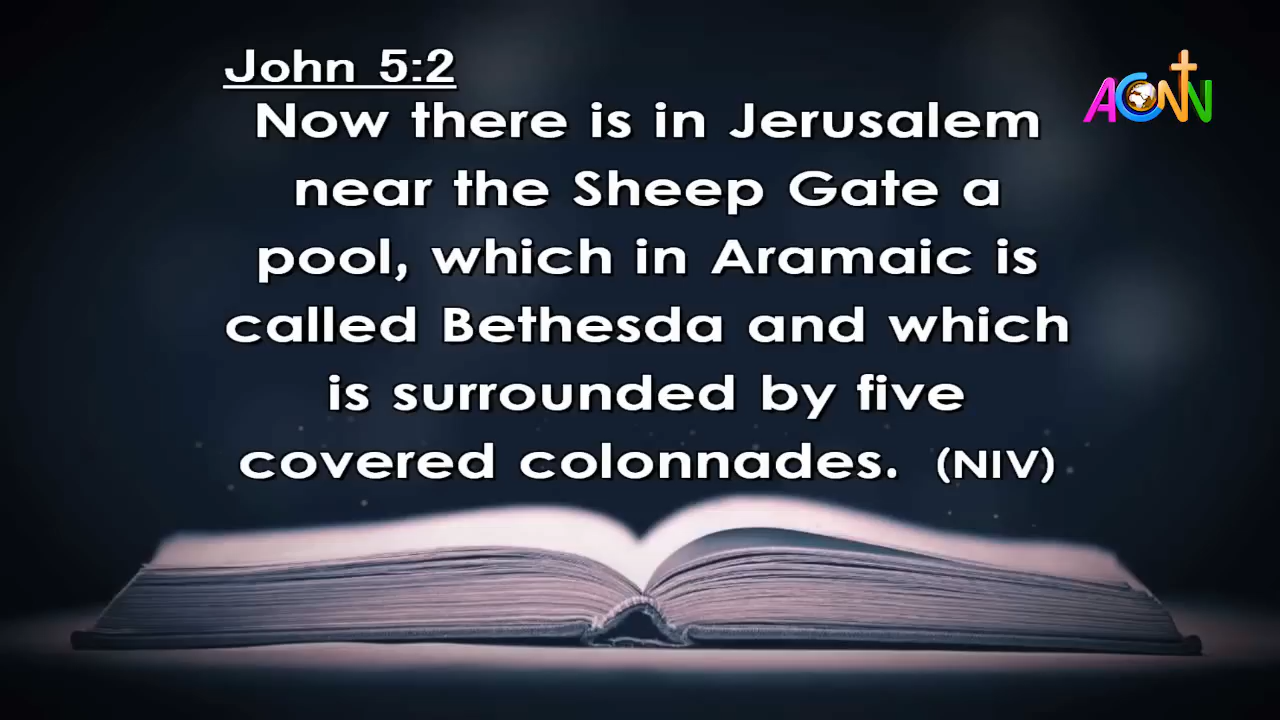 John 5:2
Now there is in Jerusalem
near the Sheep Gate a
pool, which in Aramaic is
called Bethesda and which
is surrounded by five
covered colonnades. (NIV)
ACNN